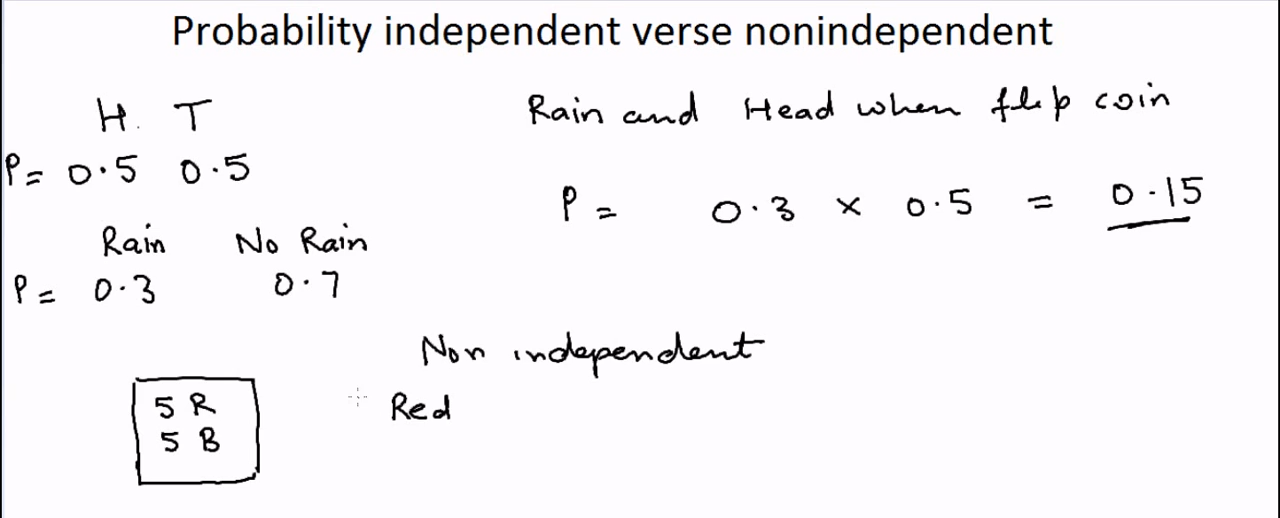 Probability independent verse nonindependent
H T
P= 0.5 0.5
Rain No Rain
P= 0.3 0.7
Rain and Head when flip coin
P= 0.3 × 0.5 = 0.15
Non independent
5 R
5 B
Red